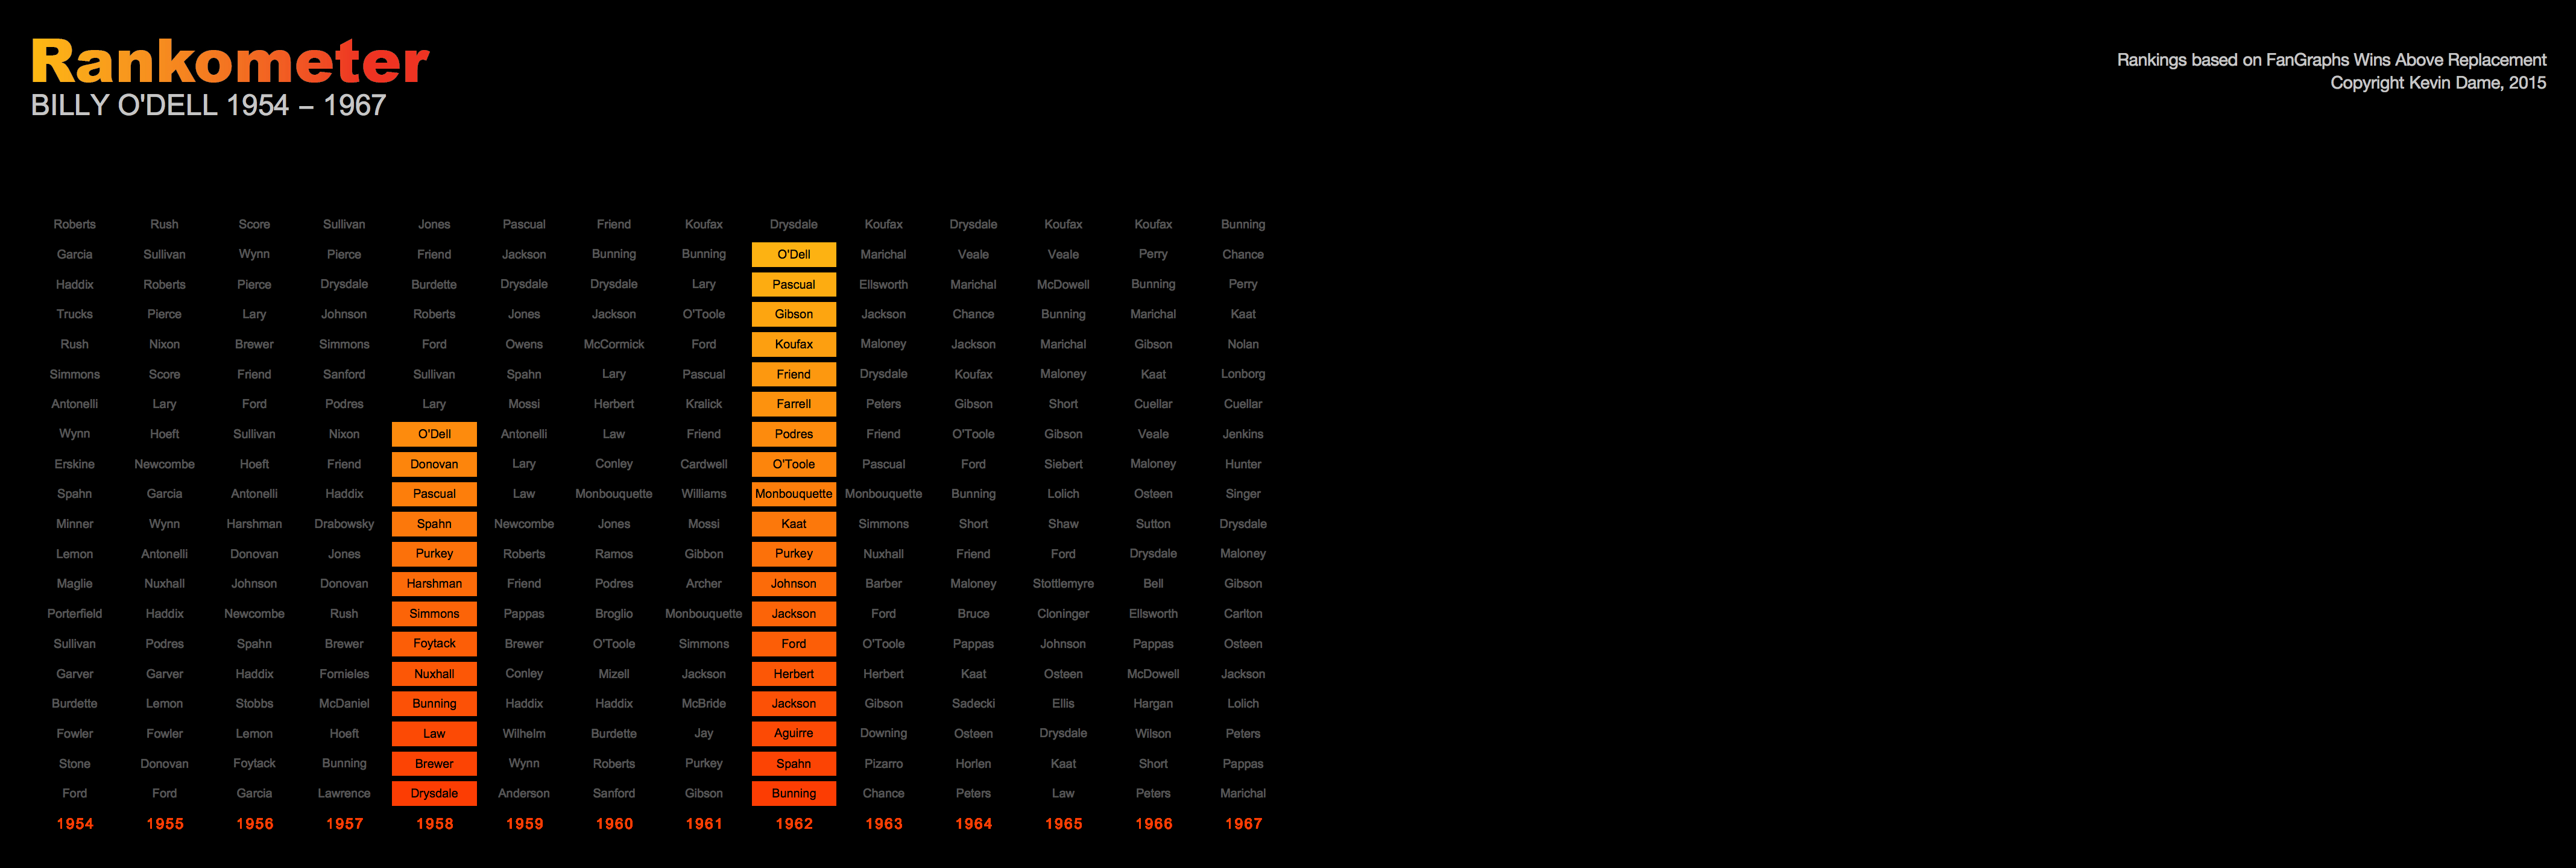 Rankometer
BILLY O'DELL 1954 – 1967
Rankings based on FanGraphs Wins Above Replacement
Copyright Kevin Dame, 2015
Roberts Rush Score Sullivan Jones Pascual Friend Koufax Drysdale Koufax Drysdale Koufax Koufax Bunning
Garcia Sullivan Wynn Pierce Friend Jackson Bunning Bunning O'Dell Marichal Veale Veale Perry Chance
Haddix Roberts Pierce Drysdale Burdette Drysdale Drysdale Lary Pascual Ellsworth Marichal McDowell Bunning Perry
Trucks Pierce Lary Johnson Roberts Jones Jackson O'Toole Gibson Jackson Chance Bunning Marichal Kaat
Rush Nixon Brewer Simmons Ford Owens McCormick Ford Koufax Maloney Jackson Marichal Gibson Nolan
Simmons Score Friend Sanford Sullivan Spahn Lary Pascual Friend Drysdale Koufax Maloney Kaat Lonborg
Antonelli Lary Ford Podres Lary Mossi Herbert Kralick Farrell Peters Gibson Short Cuellar Cuellar
Wynn Hoeft Sullivan Nixon O'Dell Antonelli Law Friend Podres Friend O'Toole Gibson Veale Jenkins
Erskine Newcombe Hoeft Friend Donovan Lary Conley Cardwell O'Toole Pascual Ford Siebert Maloney Hunter
Spahn Garcia Antonelli Haddix Pascual Law Monbouquette Williams Monbouquette Monbouquette Bunning Lolich Osteen Singer
Minner Wynn Harshman Drabowsky Spahn Newcombe Jones Mossi Kaat Simmons Short Shaw Sutton Drysdale
Lemon Antonelli Donovan Jones Purkey Roberts Ramos Gibbon Purkey Nuxhall Friend Ford Drysdale Maloney
Maglie Nuxhall Johnson Donovan Harshman Friend Podres Archer Johnson Barber Maloney Stottlemyre Bell Gibson
Porterfield Haddix Newcombe Rush Simmons Pappas Broglio Monbouquette Jackson Ford Bruce Cloninger Ellsworth Carlton
Sullivan Podres Spahn Brewer Foytack Brewer O'Toole Simmons Ford O'Toole Pappas Johnson Pappas Osteen
Garver Garver Haddix Fornieles Nuxhall Conley Mizell Jackson Herbert Herbert Kaat Osteen McDowell Jackson
Burdette Lemon Stobbs McDaniel Bunning Haddix Haddix McBride Jackson Gibson Sadecki Ellis Hargan Lolich
Fowler Fowler Lemon Hoeft Law Wilhelm Burdette Jay Aguirre Downing Osteen Drysdale Wilson Peters
Stone Donovan Foytack Bunning Brewer Wynn Roberts Purkey Spahn Pizarro Horlen Kaat Short Pappas
Ford Ford Garcia Lawrence Drysdale Anderson Sanford Gibson Bunning Chance Peters Law Peters Marichal
1954 1955 1956 1957 1958 1959 1960 1961 1962 1963 1964 1965 1966 1967